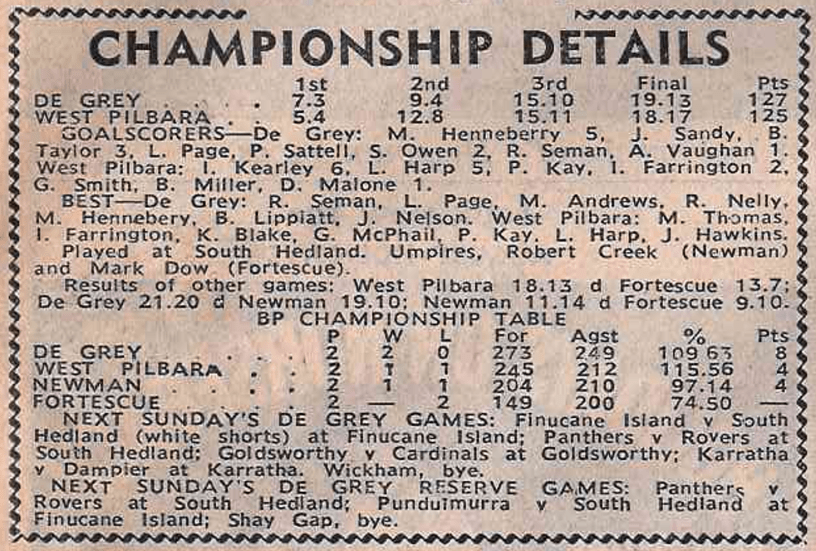 CHAMPIONSHIP DETAILS
1st 2nd 3rd Final Pts
DE GREY . . . . 7.3 9.4 15.10 19.13 127
WEST PILBARA . . 5.4 12.8 15.11 18.17 125
GOALSCORERS—De Grey: M. Henneberry 5, J. Sandy, B.
Taylor 3, L. Page, P. Sattell, S. Owen 2, R. Seman, A. Vaughan 1.
West Pilbara: I. Kearley 6, L. Harp 5, P. Kay, I. Farrington 2,
G. Smith, B. Miller, D. Malone 1.
BEST—De Grey: R. Seman, L. Page, M. Andrews, R. Nelly,
M. Hennebery, B. Lippiatt, J. Nelson. West Pilbara: M. Thomas,
I. Farrington, K. Blake, G. McPhail, P. Kay. L. Harp, J. Hawkins.
Played at South Hedland. Umpires, Robert Creek (Newman)
and Mark Dow (Fortescue).
Results of other games: West Pilbara 18.13 d Fortescue 13.7;
De Grey 21.20 d Newman 19.10; Newman 11.14 d Fortescue 9.10.
BP CHAMPIONSHIP TABLE
P W L For Agst % Pts
DE GREY . . . . 2 2 0 273 249 109 63 8
WEST PILBARA . . 2 1 1 245 212 115.56 4
NEWMAN . . . . 2 1 1 204 210 97.14 4
FORTESCUE . . . 2 — 2 149 200 74.50 —
NEXT SUNDAY'S DE GREY GAMES: Finucane Island v South
Hedland (white shorts) at Finucane Island; Panthers v Rovers at
South Hedland; Goldsworthy v Cardinals at Goldsworthy; Karratha
v Dampier at Karratha. Wickham, bye.
NEXT SUNDAY'S DE GREY RESERVE GAMES: Panthers v
Rovers at South Hedland; Pundulmurra v South Hedland at
Finucane Island; Shay Gap, bye.